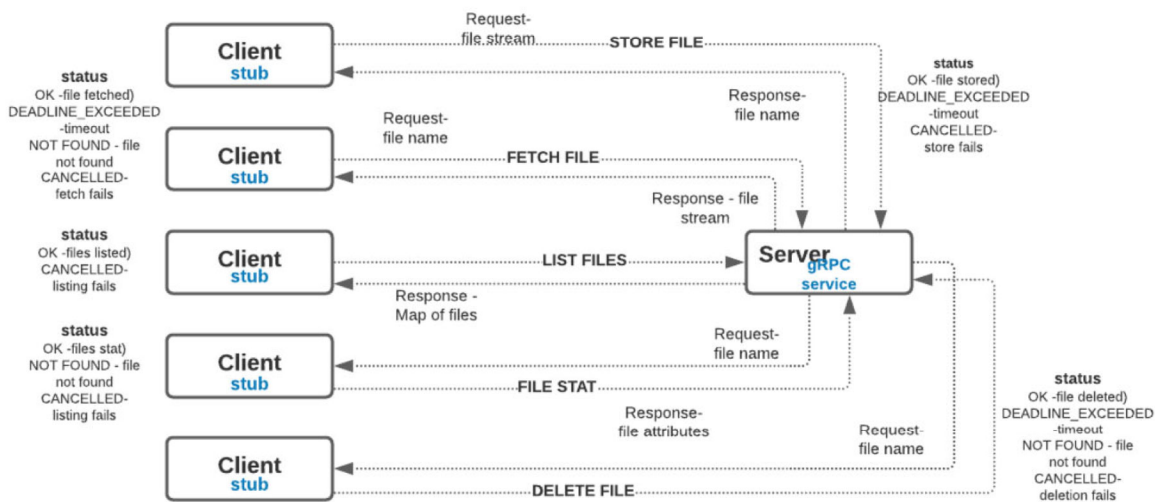 Request-
file stream
STORE FILE
Client
stub
status
OK -file fetched)
DEADLINE_EXCEEDED
-timeout
NOT FOUND - file
not found
CANCELLED-
fetch fails
status
OK -file stored)
DEADLINE_EXCEEDED
-timeout
CANCELLED-
store fails
Response-
file name
Request-
file name
Client
stub
FETCH FILE
Response - file
stream
status
OK -files listed)
CANCELLED-
listing fails
Client
stub
LIST FILES
Server
gRPC
service
Response -
Map of files
status
OK -files stat)
NOT FOUND - file
not found
CANCELLED-
listing fails
Client
stub
Request-
file name
FILE STAT
Response-
file attributes
status
OK -file deleted)
DEADLINE_EXCEEDED
-timeout
NOT FOUND - file
not found
CANCELLED-
deletion fails
Request-
file name
Client
stub
DELETE FILE